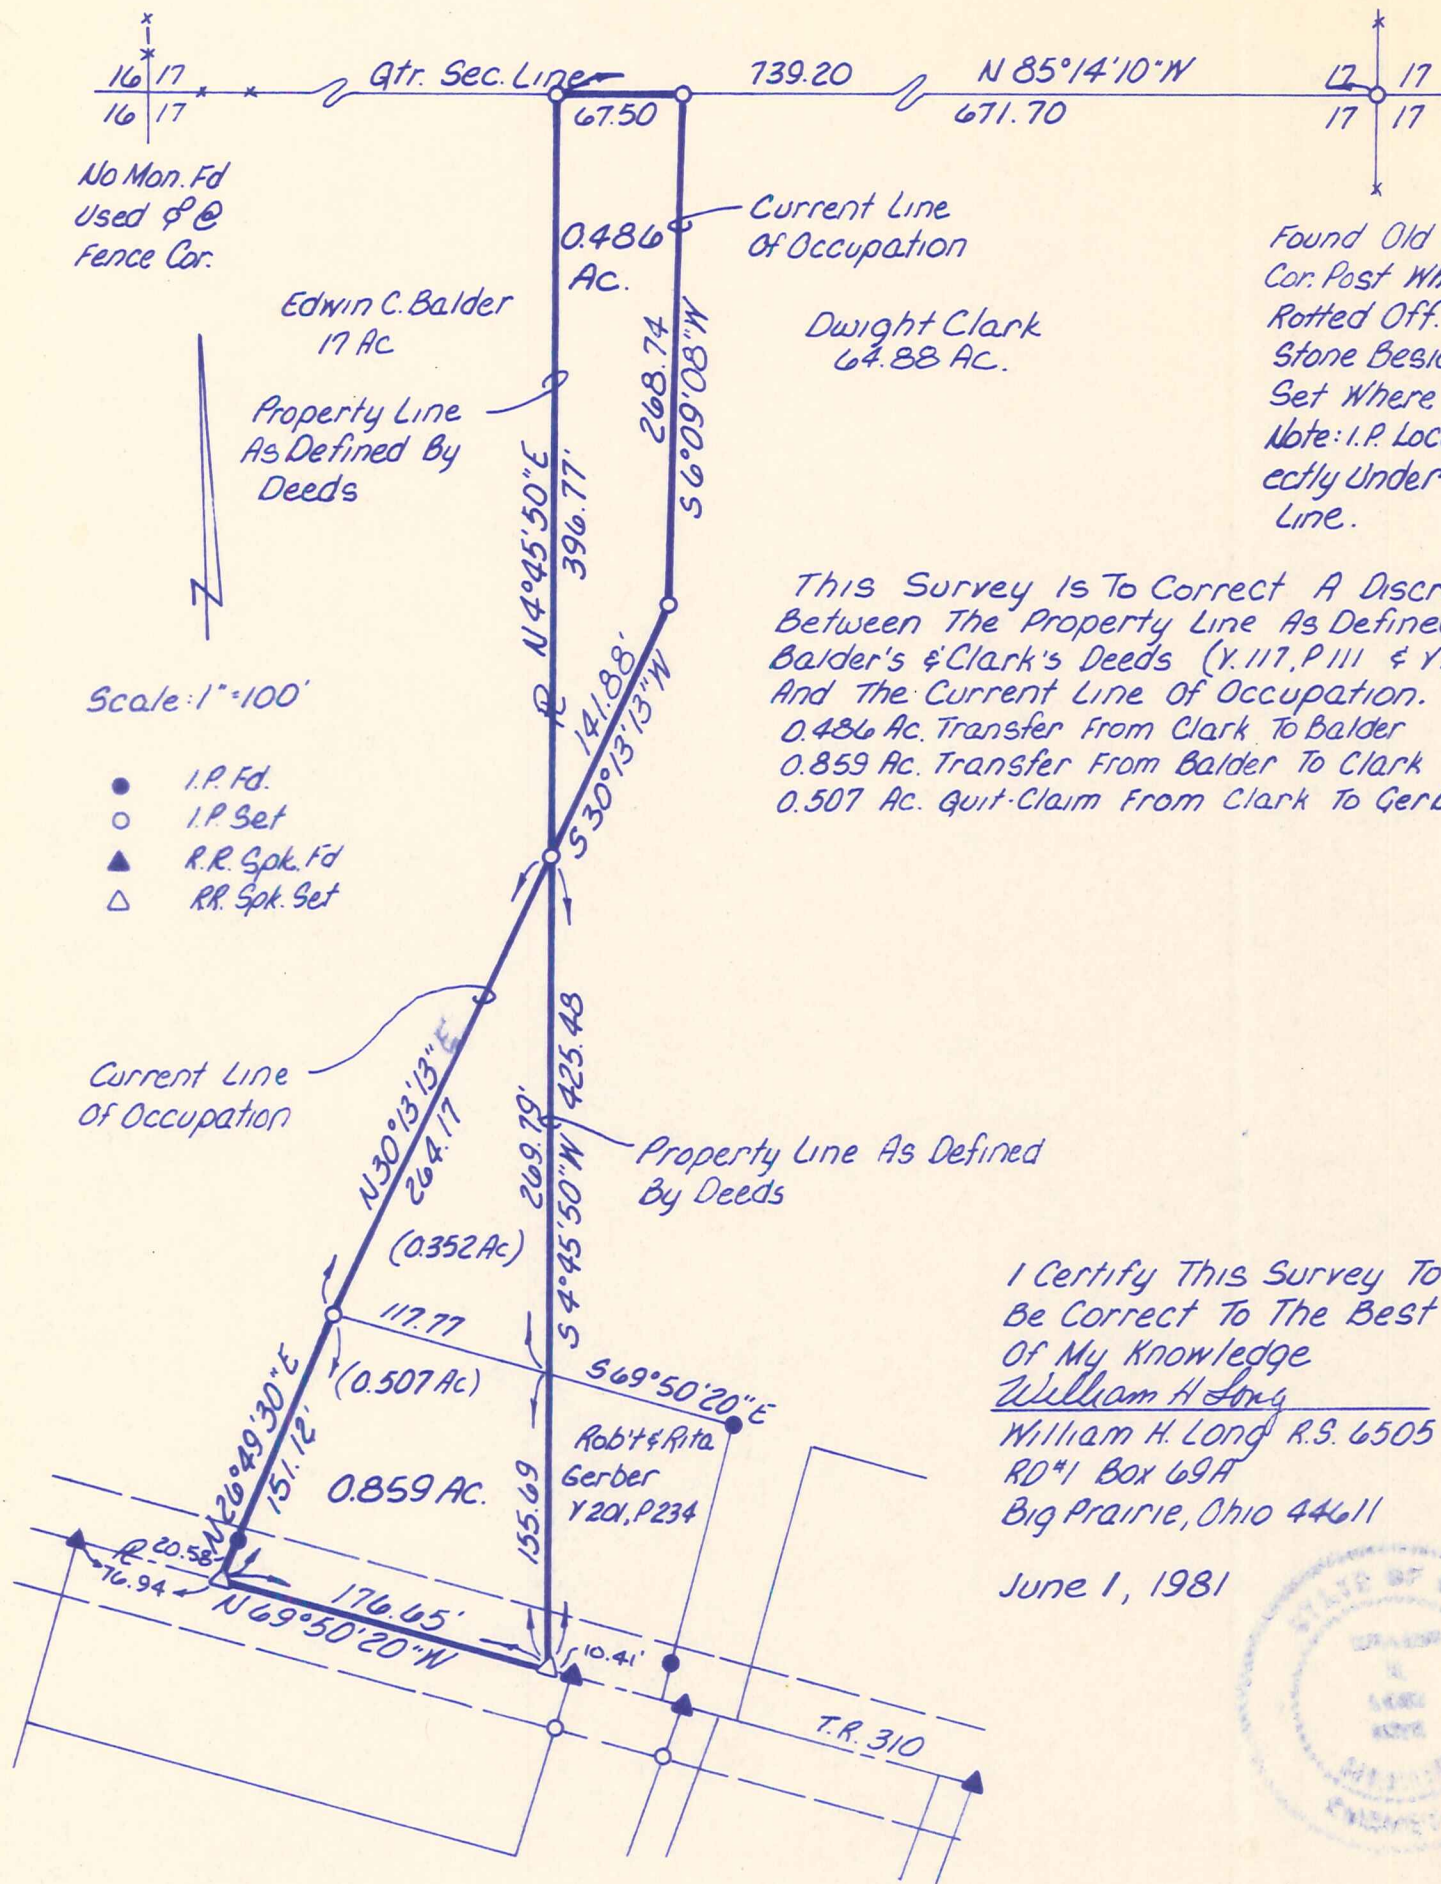 16 17
16 17
Qtr. Sec. Line
67.50
739.20
N 85°14'10"W
671.70
17 17
17 17
No Mon. Fd
Used @
Fence Cor.
Edwin C. Balder
17 Ac
Property Line
As Defined By
Deeds
0.486
Ac.
Current Line
Of Occupation
Dwight Clark
64.88 Ac.
Found Old
Cor. Post
Rotted Off.
Stone
Set Where
Note: I.P.
ectly Under
Line.
N 4°45'50"E
396.77'
268.74
S 6°09'08"W
141.88'
S 30°13'13"W
Scale: 1"=100'
I.P. Fd.
I.P. Set
R.R. Spk. Fd
RR. Spk. Set
This Survey Is To Correct A
Between The Property Line As
Balder's & Clark's Deeds (V. 117, P 111 &
And The Current Line Of Occupation.
0.486 Ac. Transfer From Clark To Balder
0.859 Ac. Transfer From Balder To Clark
0.507 Ac. Quit-Claim From Clark To
Current Line
Of Occupation
N 30°13'13" E
264.17
269.79'
S 4°45'50"W 425.48
Property Line As Defined
By Deeds
(0.352 Ac)
117.77
S 69°50'20"E
(0.507 Ac)
N 26°49'30"E
151.12'
0.859 AC.
155.69
Rob't & Rita
Gerber
V 201, P 234
20.58
76.94
176.65'
N 69°50'20"W
10.41'
T.R. 310
I Certify This Survey To
Be Correct To The Best
Of My Knowledge
William H Long
William H. Long R.S. 6505
RD #1 Box 69A
Big Prairie, Ohio 44611
June 1, 1981